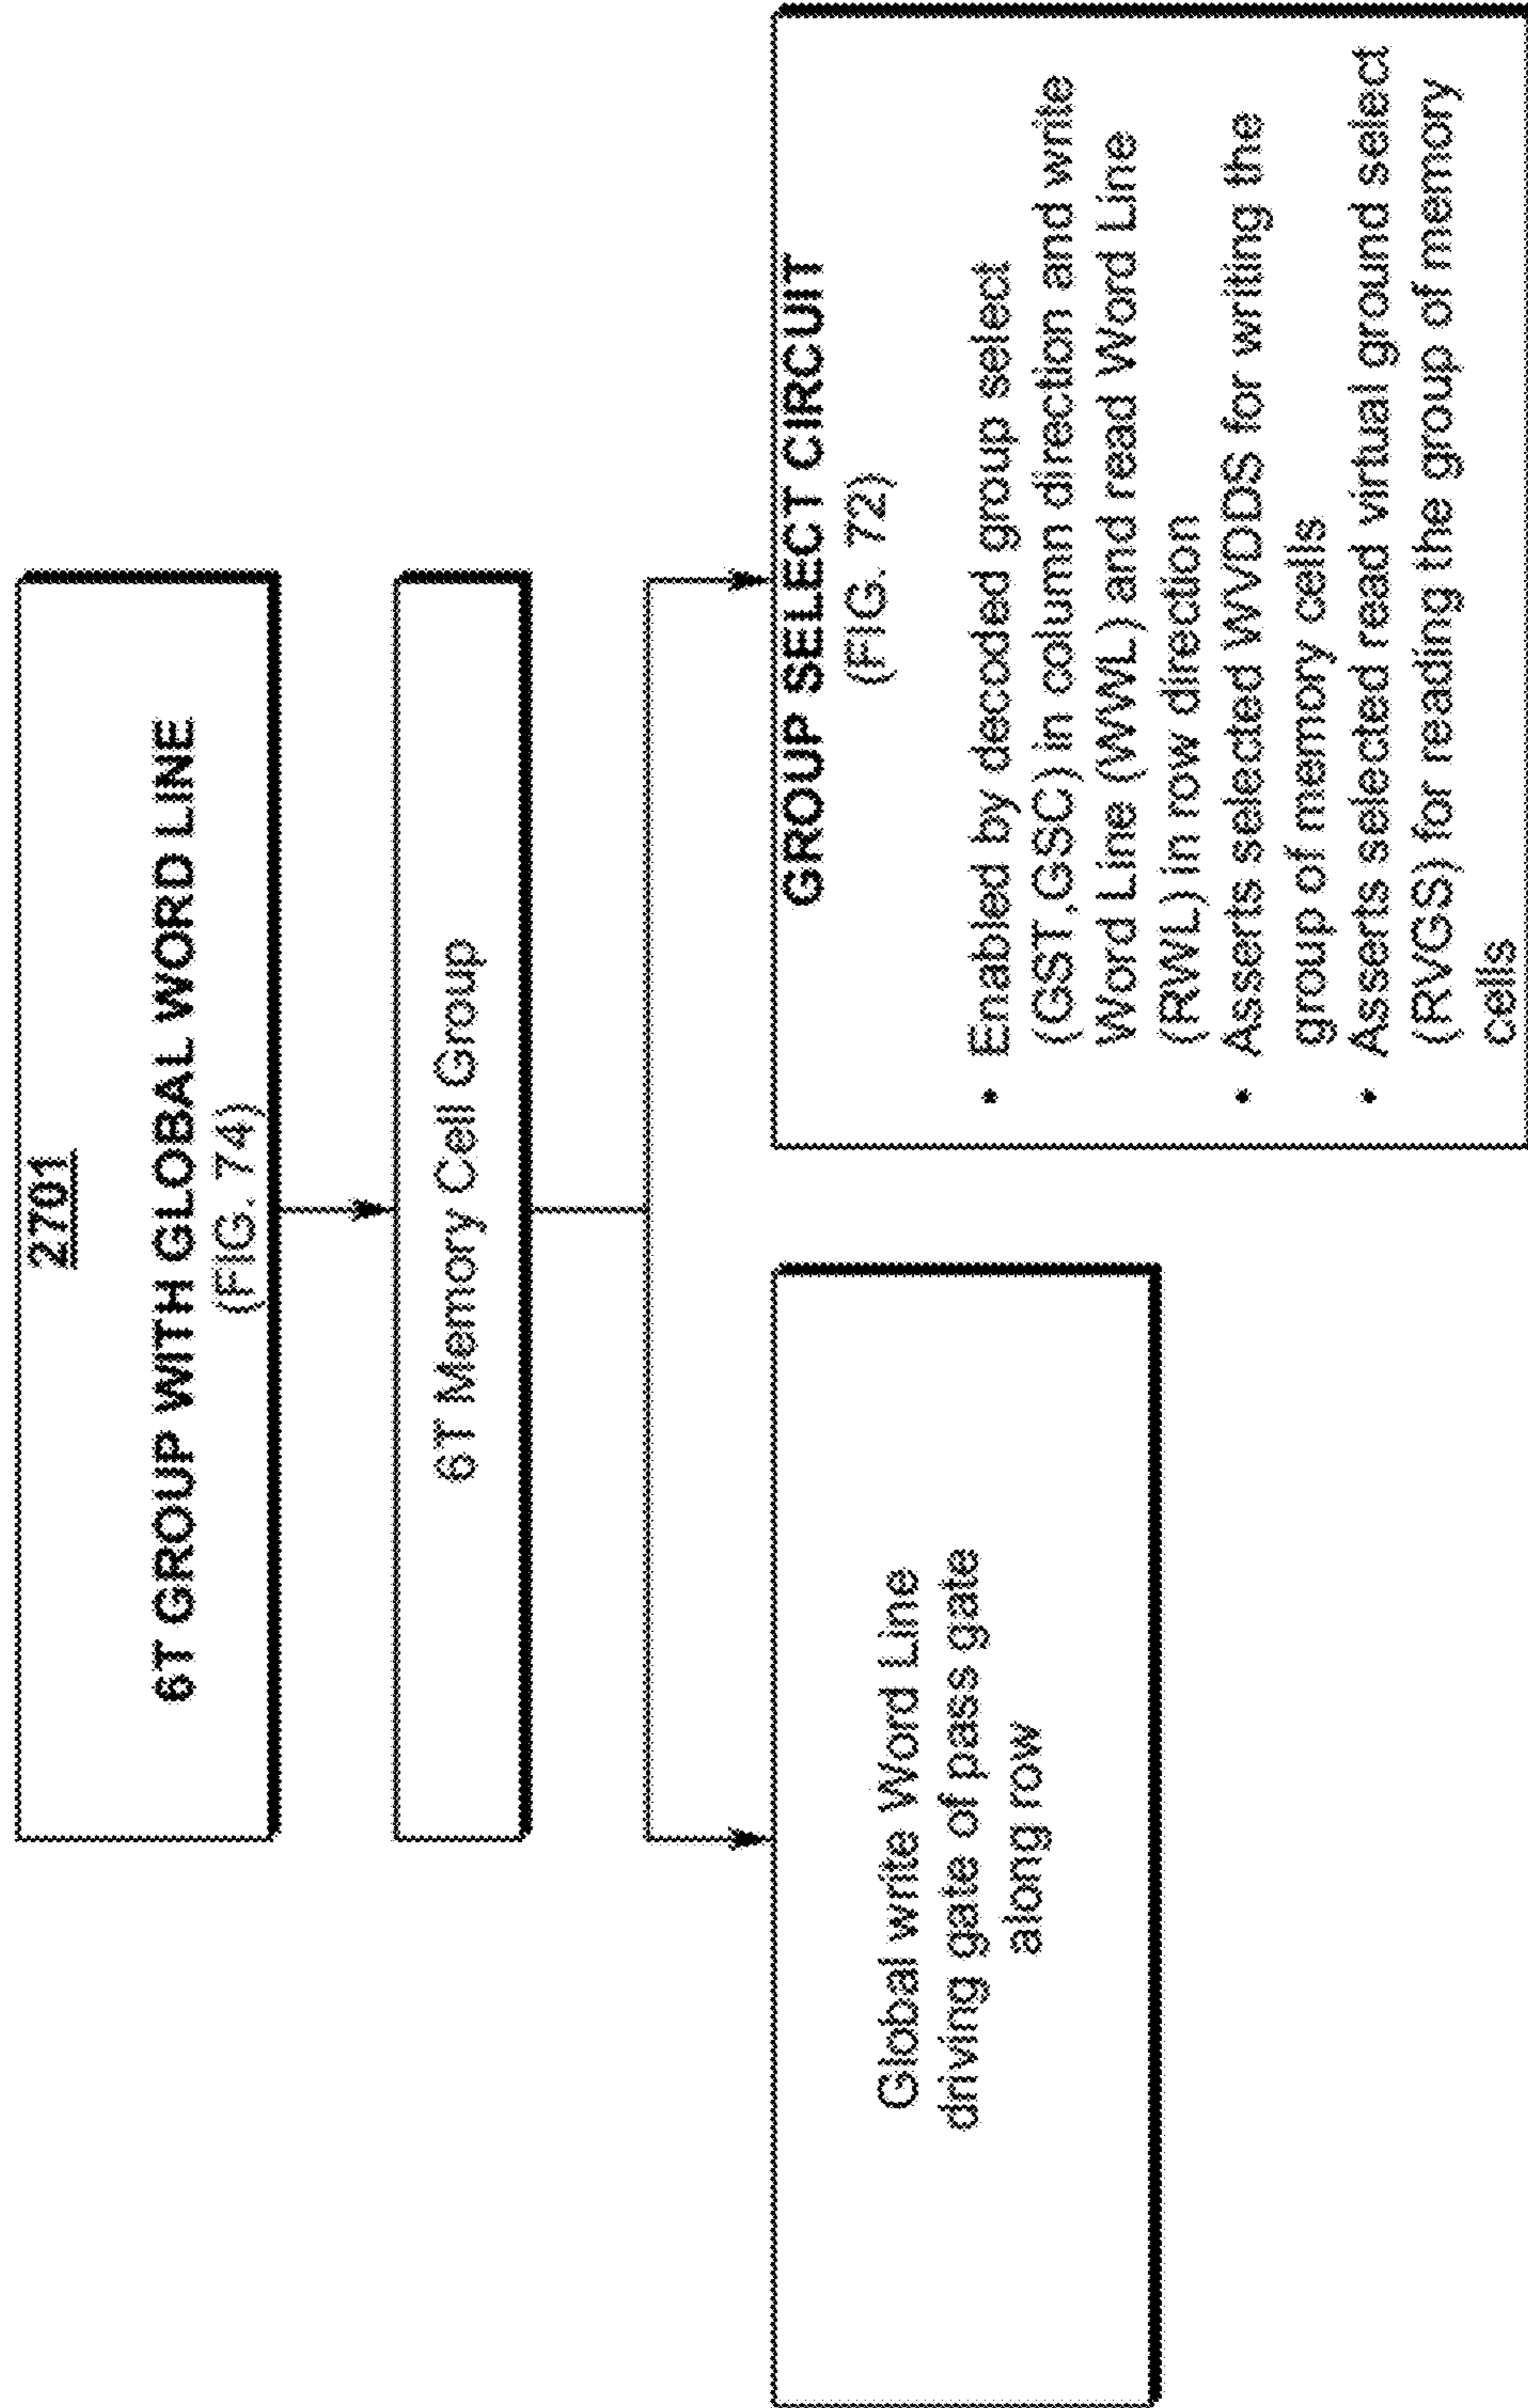 2701
6T GROUP WITH GLOBAL WORD LINE
(FIG. 74)
6T Memory Cell Group
Global write Word Line
driving gate of pass gate
along row
GROUP SELECT CIRCUIT
(FIG. 72)
• Enabled by decoded group select
(GST,GSC) in column direction and write
Word Line (WWL) and read Word Line
(RWL) in row direction
• Asserts selected WVDDS for writing the
group of memory cells
• Asserts selected read virtual ground select
(RVGS) for reading the group of memory
cells